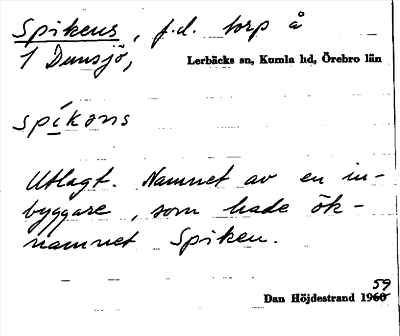 Spikens, f.d. torp å
1 Dunsjö,
Lerbäcks sn, Kumla hd, Örebro län
spíkans
Utlagt. Namnet av en in-
byggare, som hade ök-
namnet Spiken.
59
Dan Höjdestrand 1960